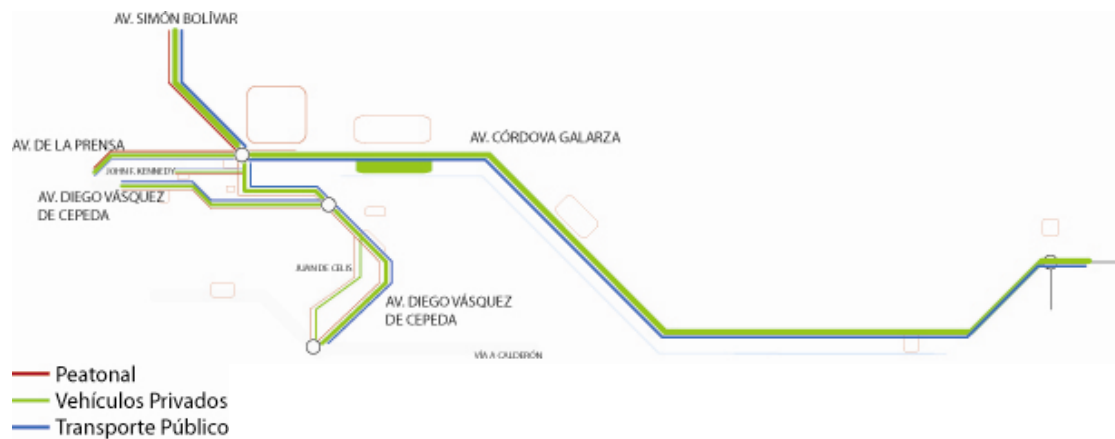 AV. SIMÓN BOLÍVAR
AV. DE LA PRENSA
AV. CÓRDOVA GALARZA
JOHN F. KENNEDY
AV. DIEGO VÁSQUEZ
DE CEPEDA
JUAN DE CELIS
AV. DIEGO VÁSQUEZ
DE CEPEDA
VÍA A CALDERÓN
Peatonal
Vehículos Privados
Transporte Público